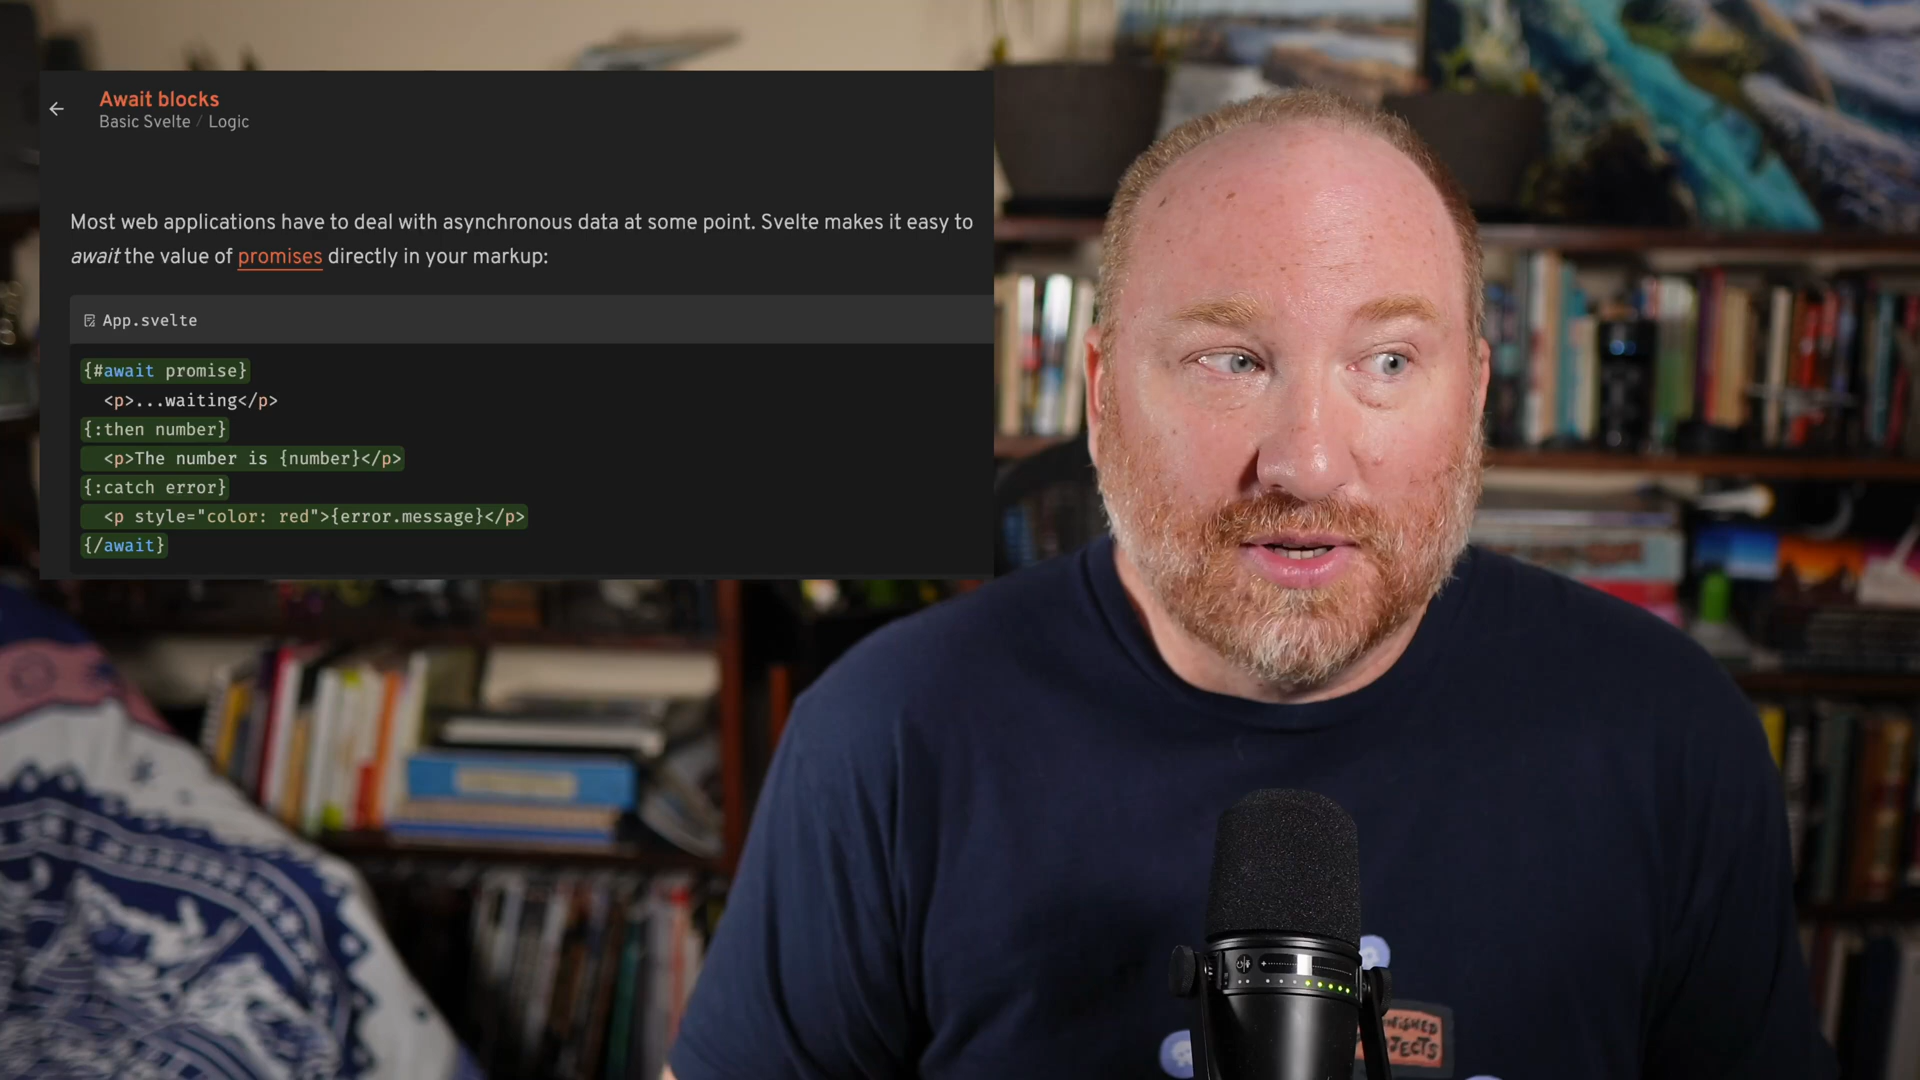 Await blocks
Basic Svelte / Logic
Most web applications have to deal with asynchronous data at some point. Svelte makes it easy to
await the value of promises directly in your markup:
App.svelte
{#await promise}
<p>...waiting</p>
{:then number}
<p>The number is {number}</p>
{:catch error}
<p style="color: red">{error.message}</p>
{/await}